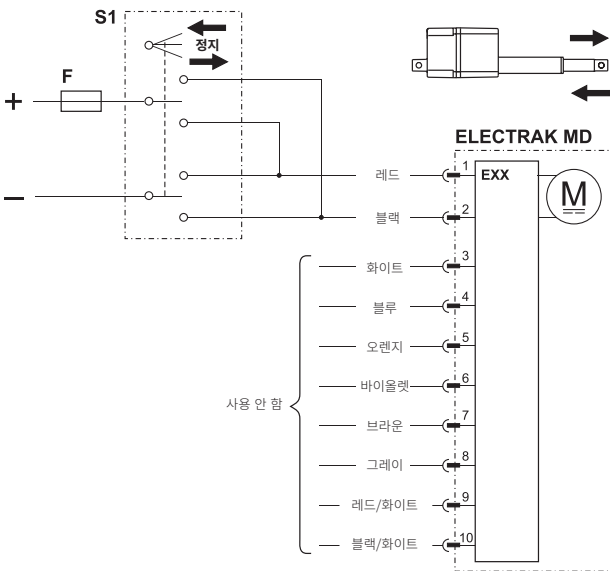 S1
정지
F
+
−
ELECTRAK MD
EXX
M
레드 1
블랙 2
화이트 3
블루 4
오렌지 5
바이올렛 6
사용 안 함
브라운 7
그레이 8
레드/화이트 9
블랙/화이트 10